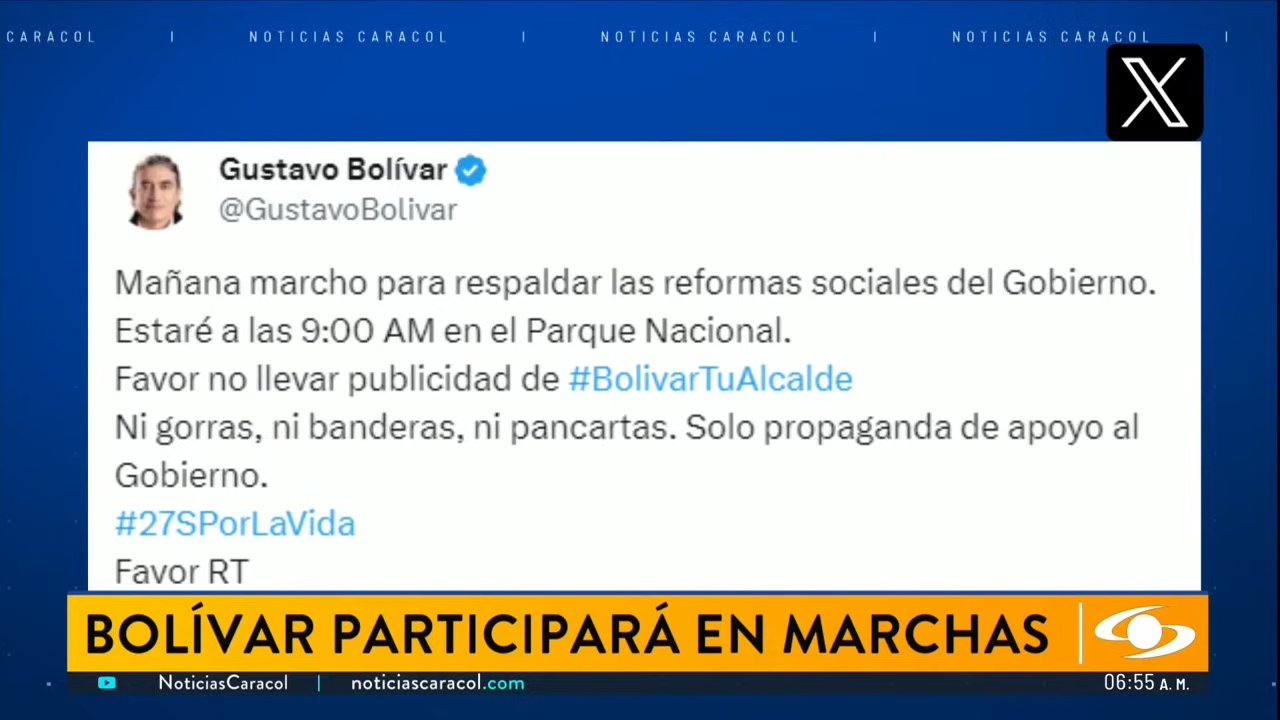 CARACOL | NOTICIAS CARACOL | NOTICIAS CARACOL | NOTICIAS CARACOL |
X
Gustavo Bolívar
@GustavoBolivar
Mañana marcho para respaldar las reformas sociales del Gobierno.
Estaré a las 9:00 AM en el Parque Nacional.
Favor no llevar publicidad de #BolivarTuAlcalde
Ni gorras, ni banderas, ni pancartas. Solo propaganda de apoyo al
Gobierno.
#27SPorLaVida
Favor RT
BOLÍVAR PARTICIPARÁ EN MARCHAS
NoticiasCaracol | noticiascaracol.com
06:55 A. M.